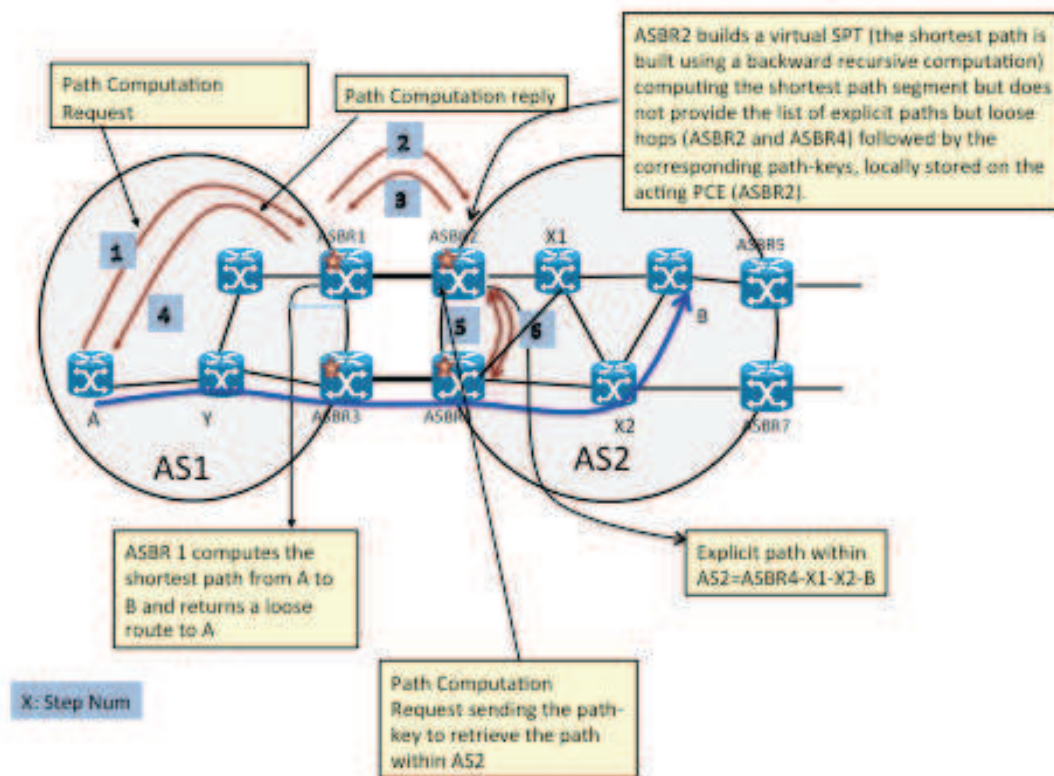 ASBR2 builds a virtual SPT (the shortest path is
built using a backward recursive computation)
computing the shortest path segment but does
not provide the list of explicit paths but loose
hops (ASBR2 and ASBR4) followed by the
corresponding path-keys, locally stored on the
acting PCE (ASBR2).
Path Computation
Request
Path Computation reply
2
3
1
4
ASBR1
ASBR2
X1
ASBR5
5
6
B
A
Y
ASBR3
X2
ASBR7
AS1
AS2
ASBR 1 computes the
shortest path from A to
B and returns a loose
route to A
Explicit path within
AS2=ASBR4-X1-X2-B
Path Computation
Request sending the path-
key to retrieve the path
within AS2
X: Step Num